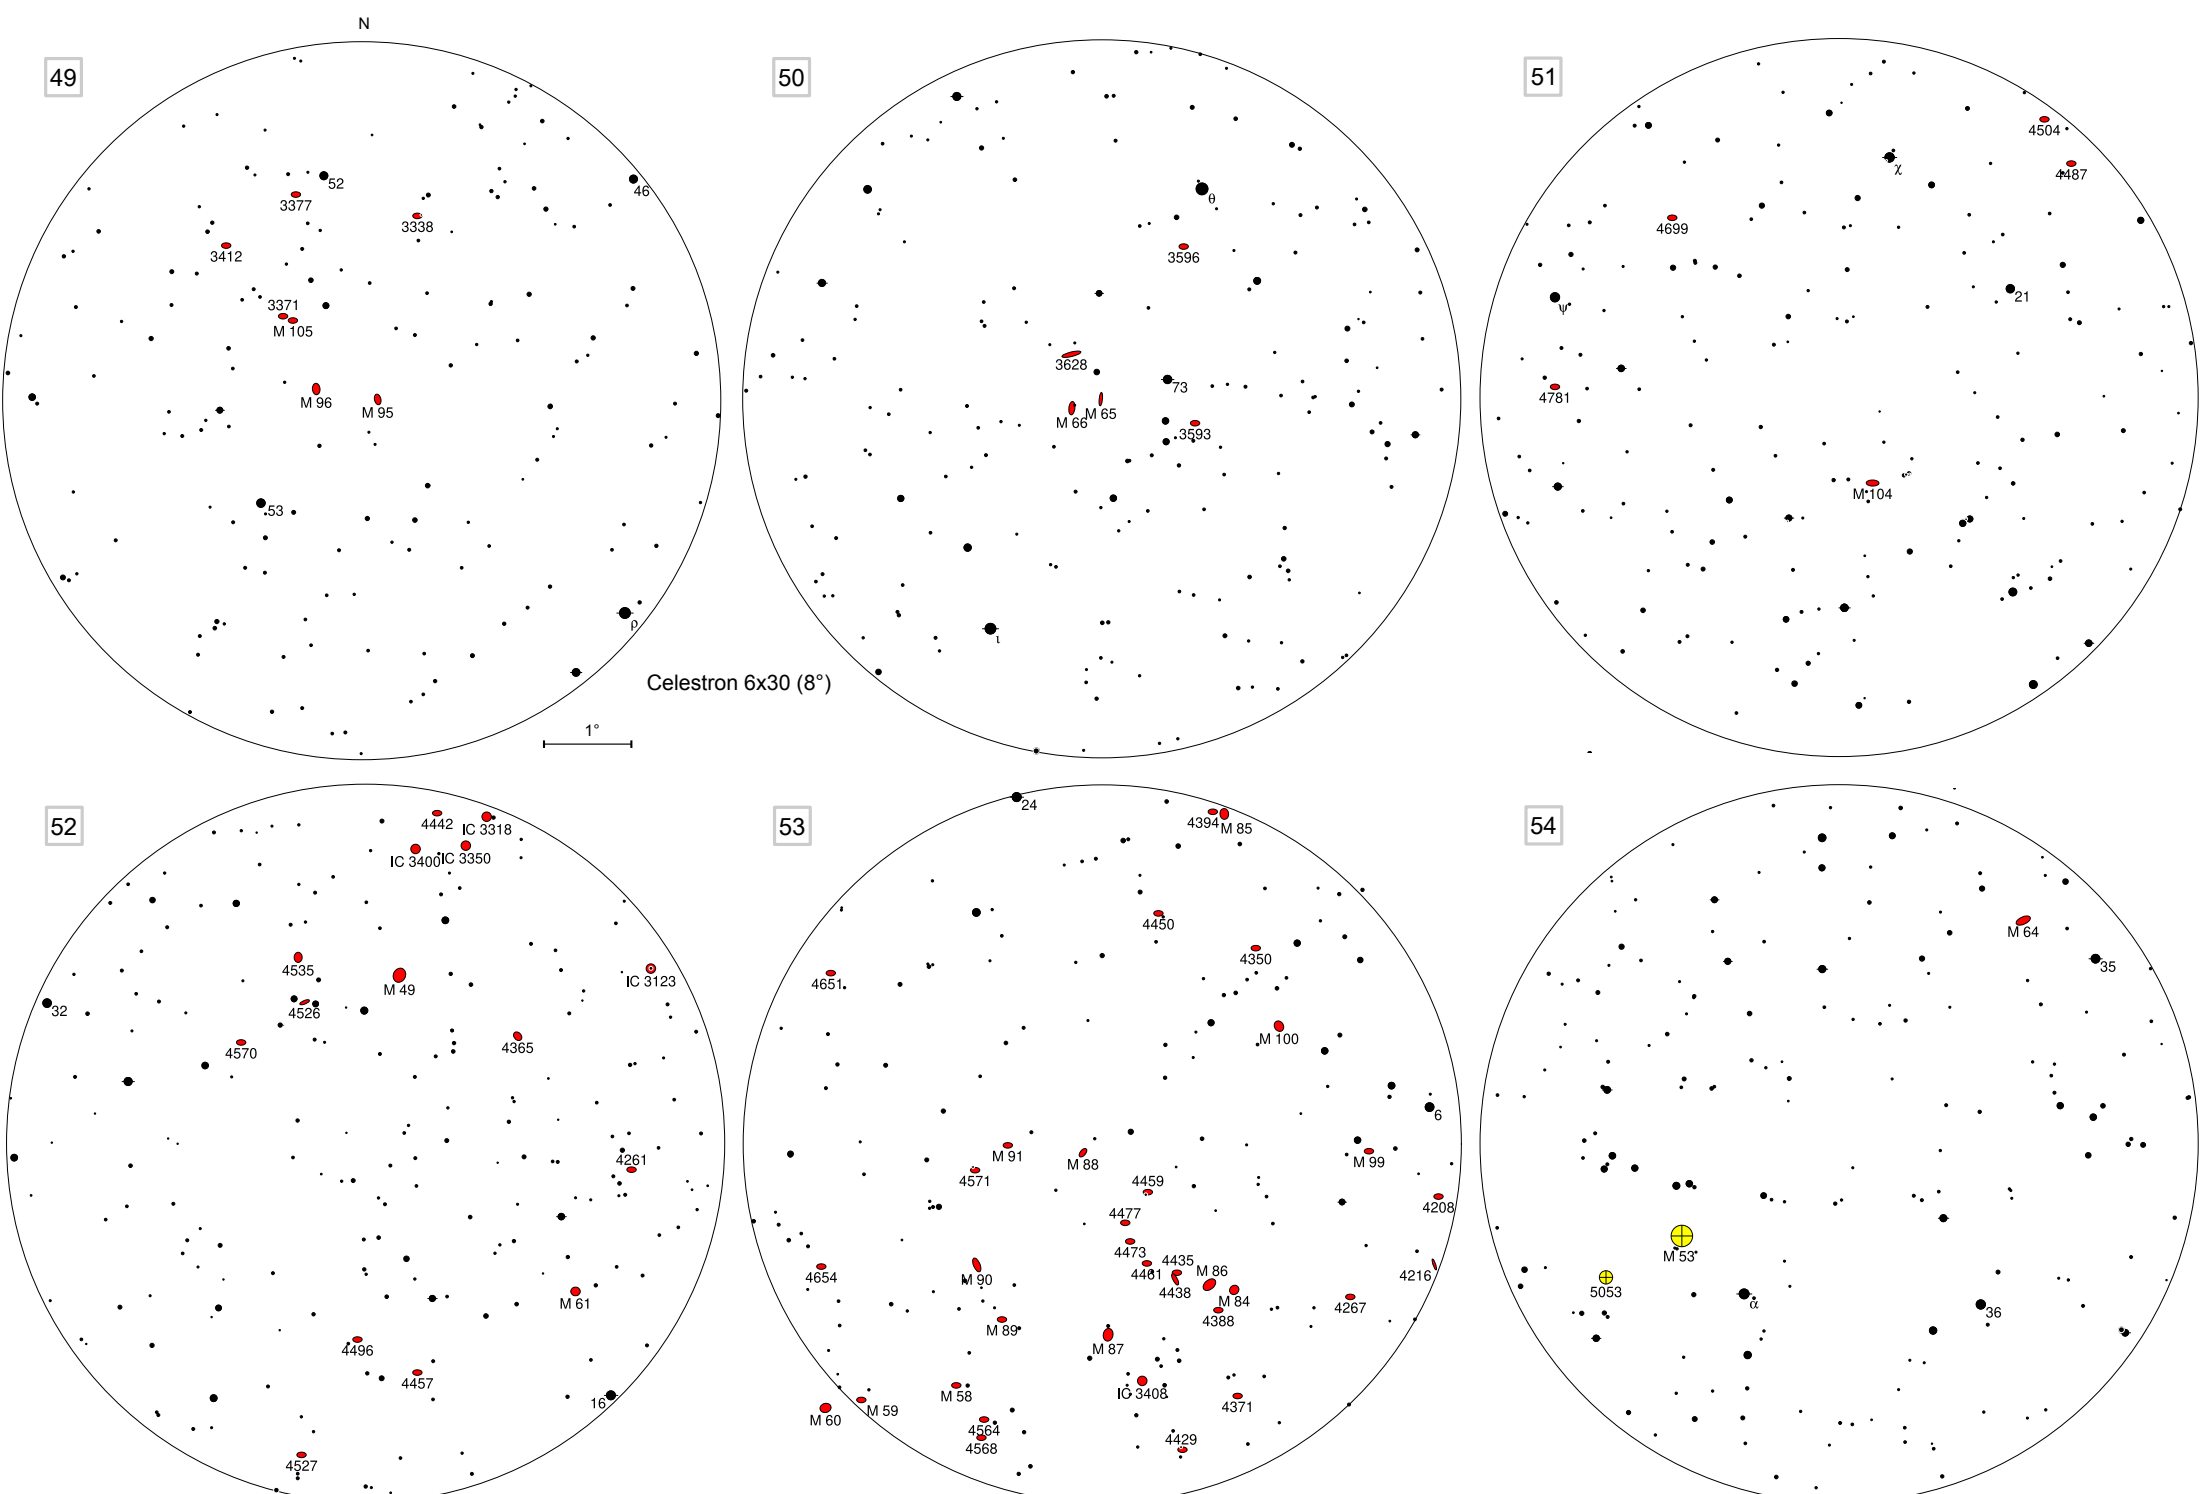 N
49
52
46
3377
3338
3412
3371
M 105
M 96
M 95
53
ρ
1°
Celestron 6x30 (8°)
50
θ
3596
3628
73
M 65
M 66
3593
ι
51
4504
χ
4487
4699
ψ
21
4781
M 104
52
4442
IC 3318
IC 3400
IC 3350
4535
M 49
IC 3123
32
4526
4365
4570
4261
M 61
4496
4457
16
4527
53
24
4394
M 85
4450
4350
4651
M 100
6
M 91
M 88
M 99
4571
4459
4208
4477
4473
4435
M 86
4461
4216
4654
M 90
4438
M 84
4267
4388
M 89
M 87
M 58
IC 3408
4371
M 59
M 60
4564
4568
4429
54
M 64
35
M 53
5053
α
36